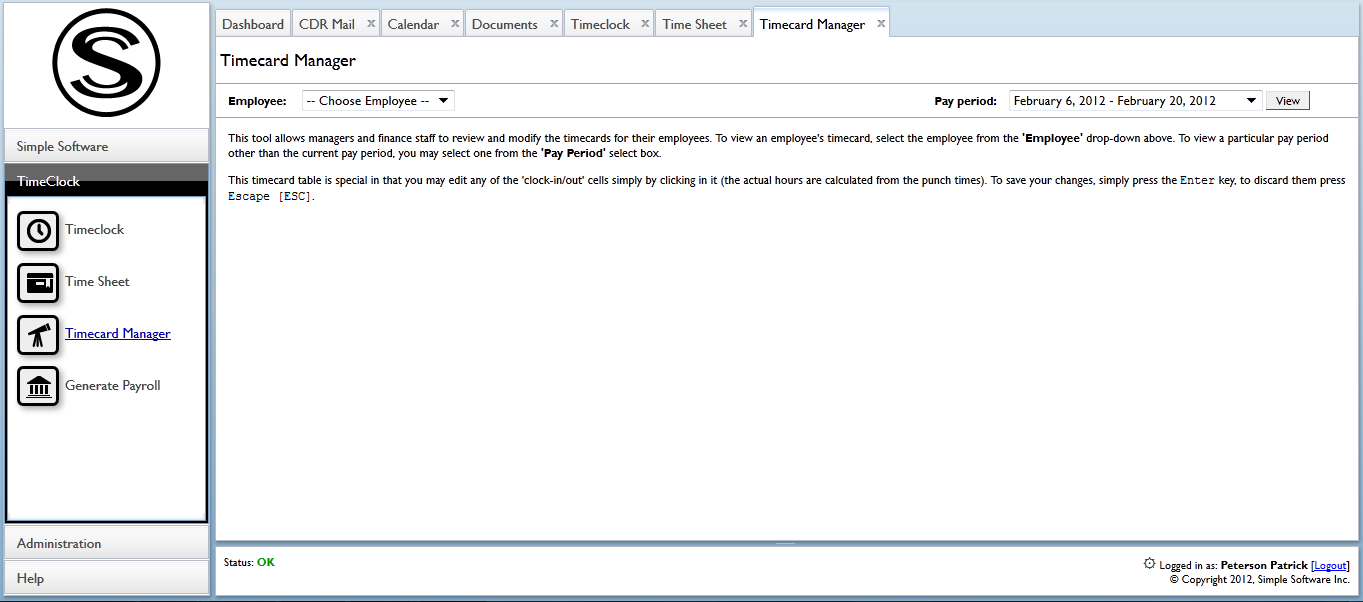 S
Simple Software
TimeClock
Timeclock
Time Sheet
Timecard Manager
Generate Payroll
Administration
Help
Dashboard CDR Mail x Calendar x Documents x Timeclock x Time Sheet x Timecard Manager x
Timecard Manager
Employee: -- Choose Employee -- Pay period: February 6, 2012 - February 20, 2012 View
This tool allows managers and finance staff to review and modify the timecards for their employees. To view an employee's timecard, select the employee from the 'Employee' drop-down above. To view a particular pay period
other than the current pay period, you may select one from the 'Pay Period' select box.
This timecard table is special in that you may edit any of the 'clock-in/out' cells simply by clicking in it (the actual hours are calculated from the punch times). To save your changes, simply press the Enter key, to discard them press
Escape [ESC].
Status: OK
Logged in as: Peterson Patrick [Logout]
© Copyright 2012, Simple Software Inc.